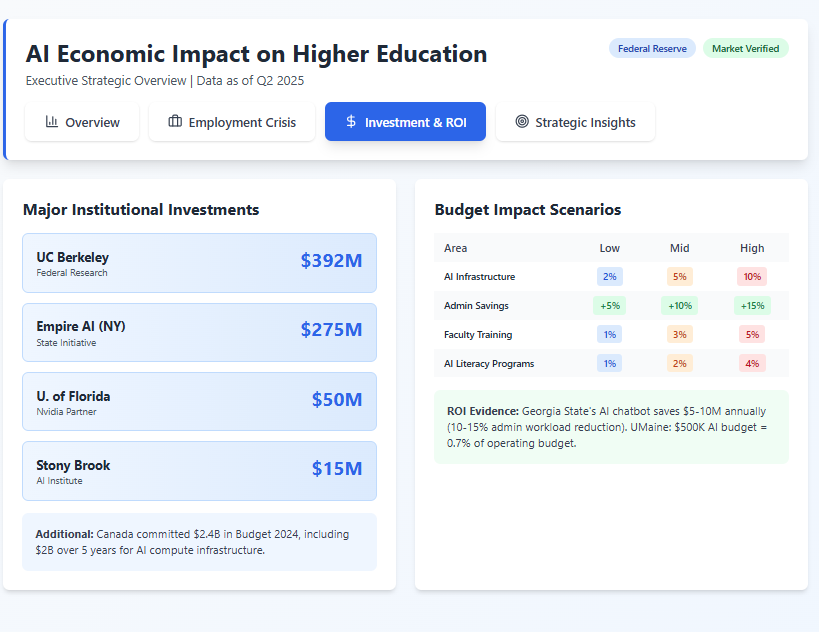 AI Economic Impact on Higher Education
Federal Reserve
Market Verified
Executive Strategic Overview | Data as of Q2 2025
Overview
Employment Crisis
Investment & ROI
Strategic Insights
Major Institutional Investments
UC Berkeley
Federal Research
$392M
Empire AI (NY)
State Initiative
$275M
U. of Florida
Nvidia Partner
$50M
Stony Brook
AI Institute
$15M
Additional: Canada committed $2.4B in Budget 2024, including
$2B over 5 years for AI compute infrastructure.
Budget Impact Scenarios
Area Low Mid High
AI Infrastructure 2% 5% 10%
Admin Savings +5% +10% +15%
Faculty Training 1% 3% 5%
AI Literacy Programs 1% 2% 4%
ROI Evidence: Georgia State's AI chatbot saves $5-10M annually
(10-15% admin workload reduction). UMaine: $500K AI budget =
0.7% of operating budget.